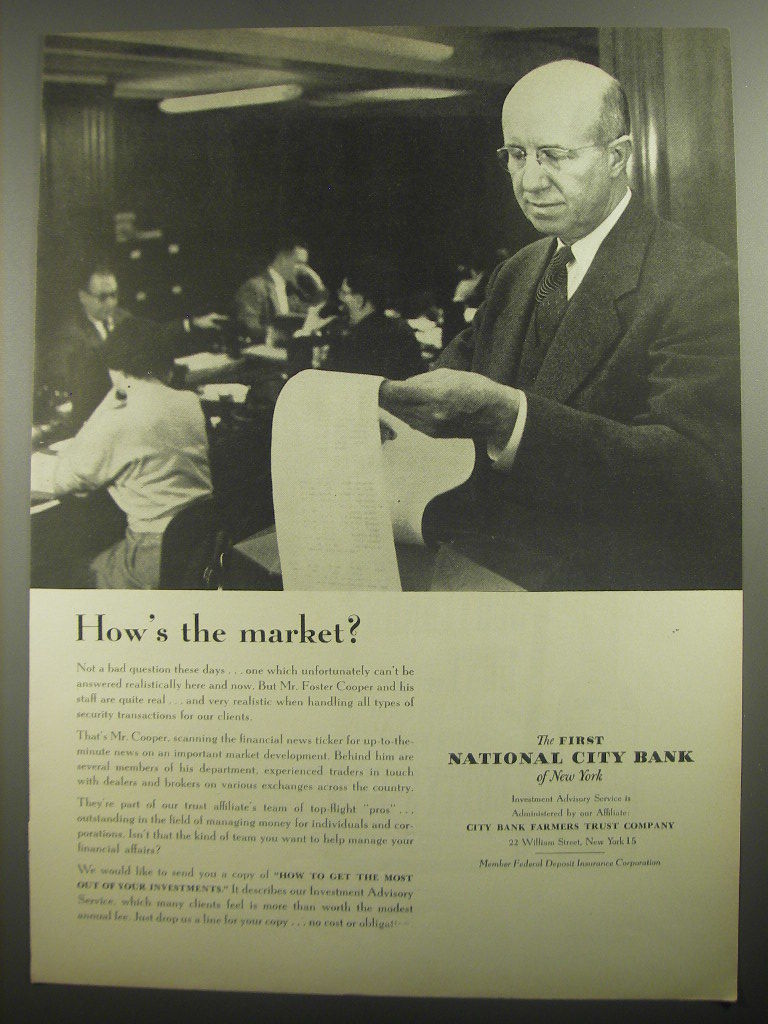 How's the market?
Not a bad question these days . . . one which unfortunately can't be
answered realistically here and now. But Mr. Foster Cooper and his
staff are quite real . . . and very realistic when handling all types of
security transactions for our clients.
That's Mr. Cooper, scanning the financial news ticker for up-to-the-
minute news on an important market development. Behind him are
several members of his department, experienced traders in touch
with dealers and brokers on various exchanges across the country.
They're part of our trust affiliate's team of top-flight "pros" . . .
outstanding in the field of managing money for individuals and cor-
porations. Isn't that the kind of team you want to help manage your
financial affairs?
We would like to send you a copy of "HOW TO GET THE MOST
OUT OF YOUR INVESTMENTS." It describes our Investment Advisory
Service, which many clients feel is more than worth the modest
annual fee. Just drop us a line for your copy . . . no cost or
The FIRST
NATIONAL CITY BANK
of New York
Investment Advisory Service is
Administered by our Affiliate:
CITY BANK FARMERS TRUST COMPANY
22 William Street, New York 15
Member Federal Deposit Insurance Corporation